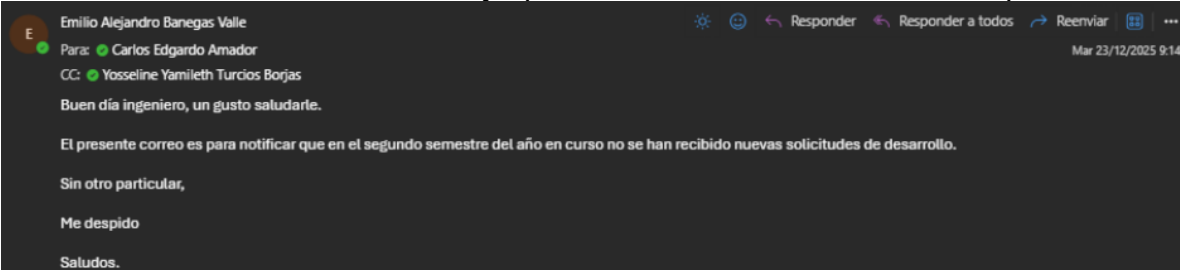 E
Emilio Alejandro Banegas Valle
Responder
Responder a todos
Reenviar
Para: Carlos Edgardo Amador
Mar 23/12/2025 9:14
CC: Yosseline Yamileth Turcios Borjas
Buen día ingeniero, un gusto saludarle.
El presente correo es para notificar que en el segundo semestre del año en curso no se han recibido nuevas solicitudes de desarrollo.
Sin otro particular,
Me despido
Saludos.